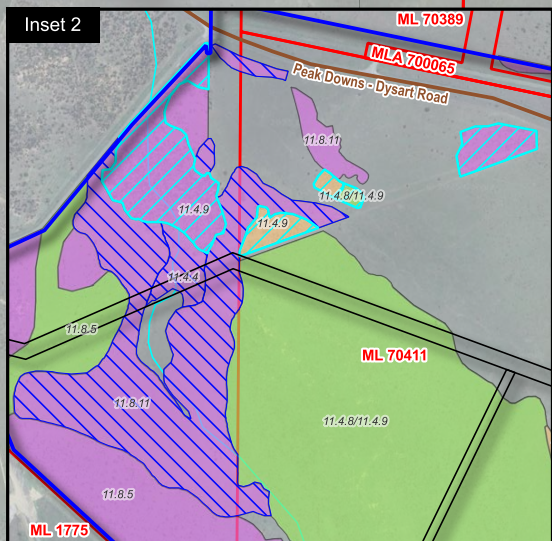 Inset 2
ML 70389
MLA 700065
Peak Downs - Dysart Road
11.8.11
11.4.8/11.4.9
11.4.9
11.4.9
11.4.4
11.8.5
ML 70411
11.8.11
11.4.8/11.4.9
11.8.5
ML 1775